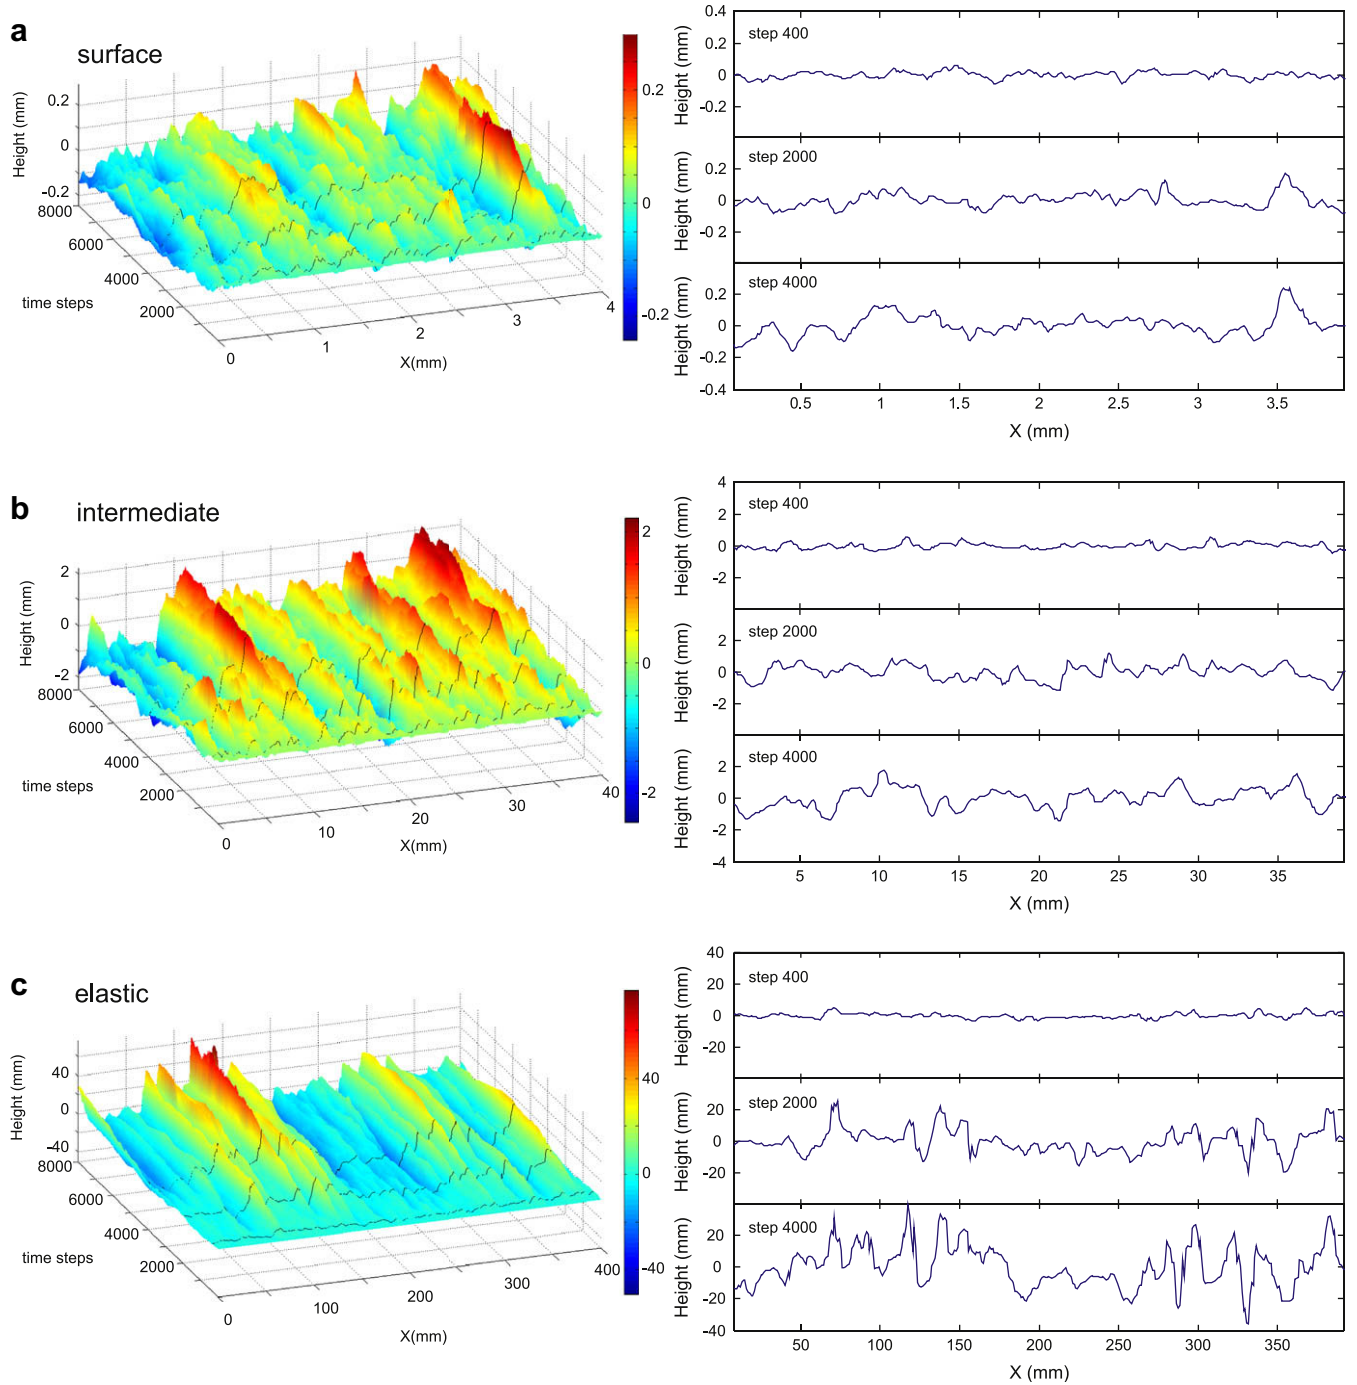 a
surface
Height (mm)
0.2
0
-0.2
8000
6000
4000
2000
time steps
0
1
2
3
4
X(mm)
0.2
0
-0.2
step 400
Height (mm)
0.4
0.2
0
-0.2
step 2000
Height (mm)
0.2
0
-0.2
step 4000
Height (mm)
0.2
0
-0.2
-0.4
0.5
1
1.5
2
2.5
3
3.5
X (mm)
b
intermediate
Height (mm)
2
0
-2
8000
6000
4000
2000
time steps
0
10
20
30
40
X(mm)
2
0
-2
step 400
Height (mm)
4
2
0
-2
step 2000
Height (mm)
2
0
-2
step 4000
Height (mm)
2
0
-2
-4
5
10
15
20
25
30
35
X (mm)
c
elastic
Height (mm)
40
0
-40
8000
6000
4000
2000
time steps
0
100
200
300
400
X(mm)
40
0
-40
step 400
Height (mm)
40
20
0
-20
step 2000
Height (mm)
20
0
-20
step 4000
Height (mm)
20
0
-20
-40
50
100
150
200
250
300
350
X (mm)